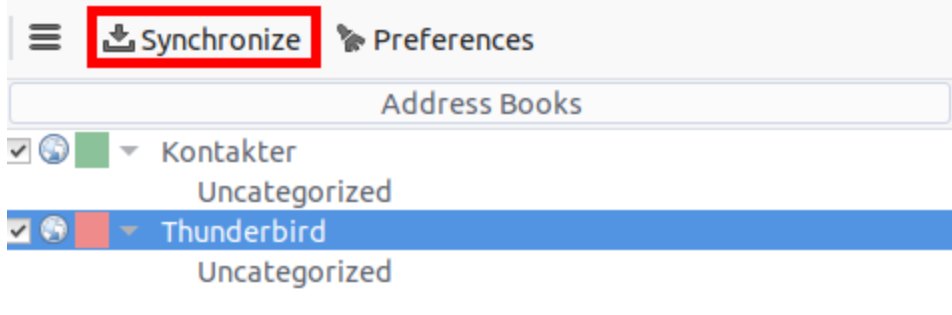 Synchronize Preferences
Address Books
Kontakter
Uncategorized
Thunderbird
Uncategorized